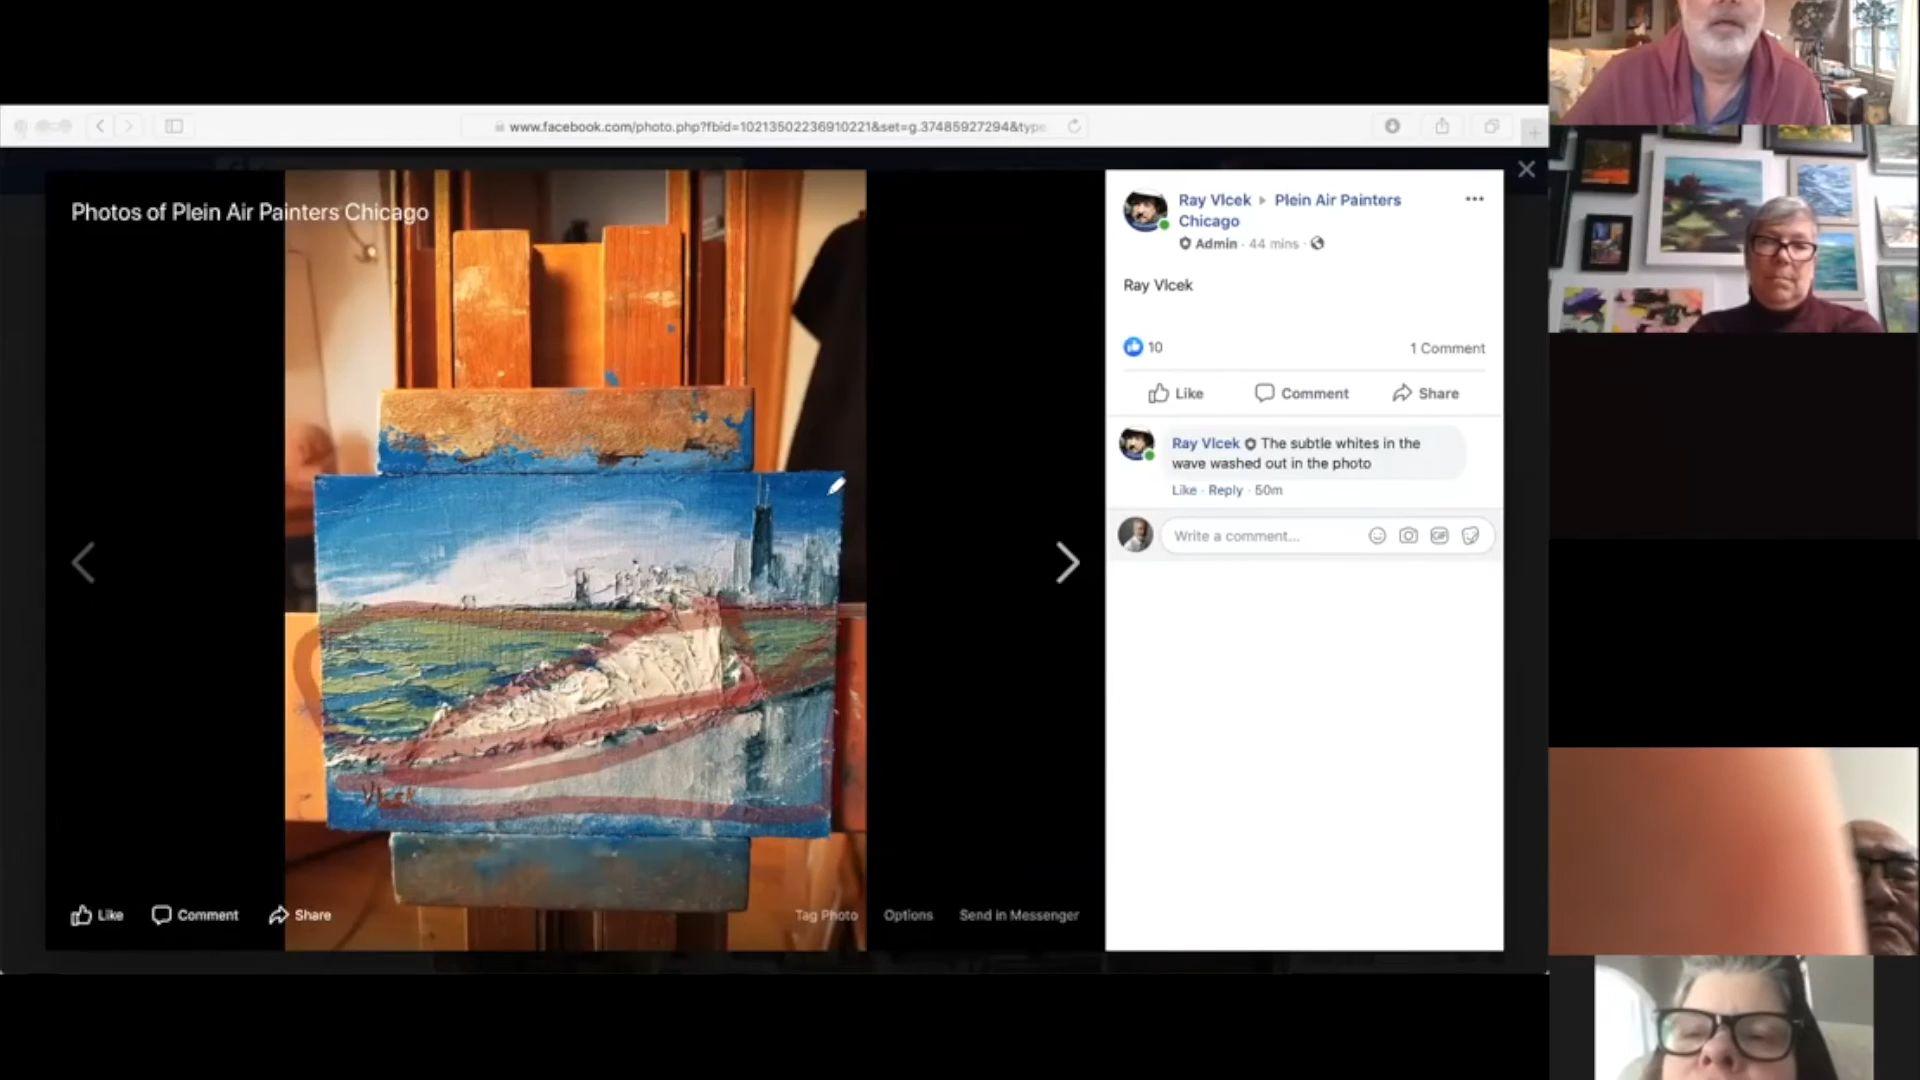 www.facebook.com/photo.php?fbid=10213502236910221&set=g.37485927294&type
Photos of Plein Air Painters Chicago
Ray Vlcek ▸ Plein Air Painters
Chicago
Admin · 44 mins ·
Ray Vlcek
10
1 Comment
Like
Comment
Share
Ray Vlcek The subtle whites in the
wave washed out in the photo
Like · Reply · 50m
Write a comment...
GIF
Vlcek
Like
Comment
Share
Tag Photo
Options
Send in Messenger